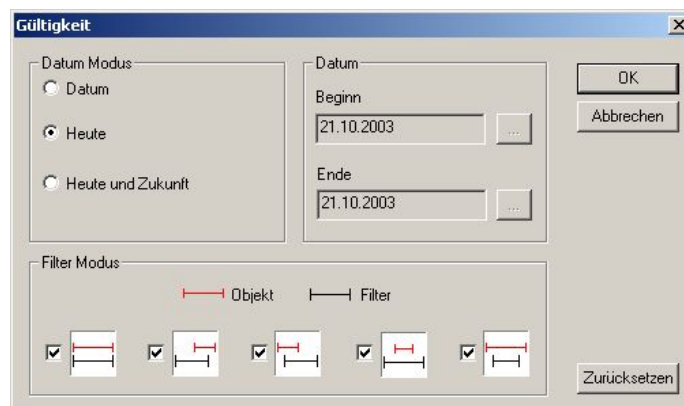 Gültigkeit
Datum Modus
Datum
Heute
Heute und Zukunft
Datum
Beginn
21.10.2003
...
Ende
21.10.2003
...
OK
Abbrechen
Filter Modus
Objekt
Filter
Zurücksetzen